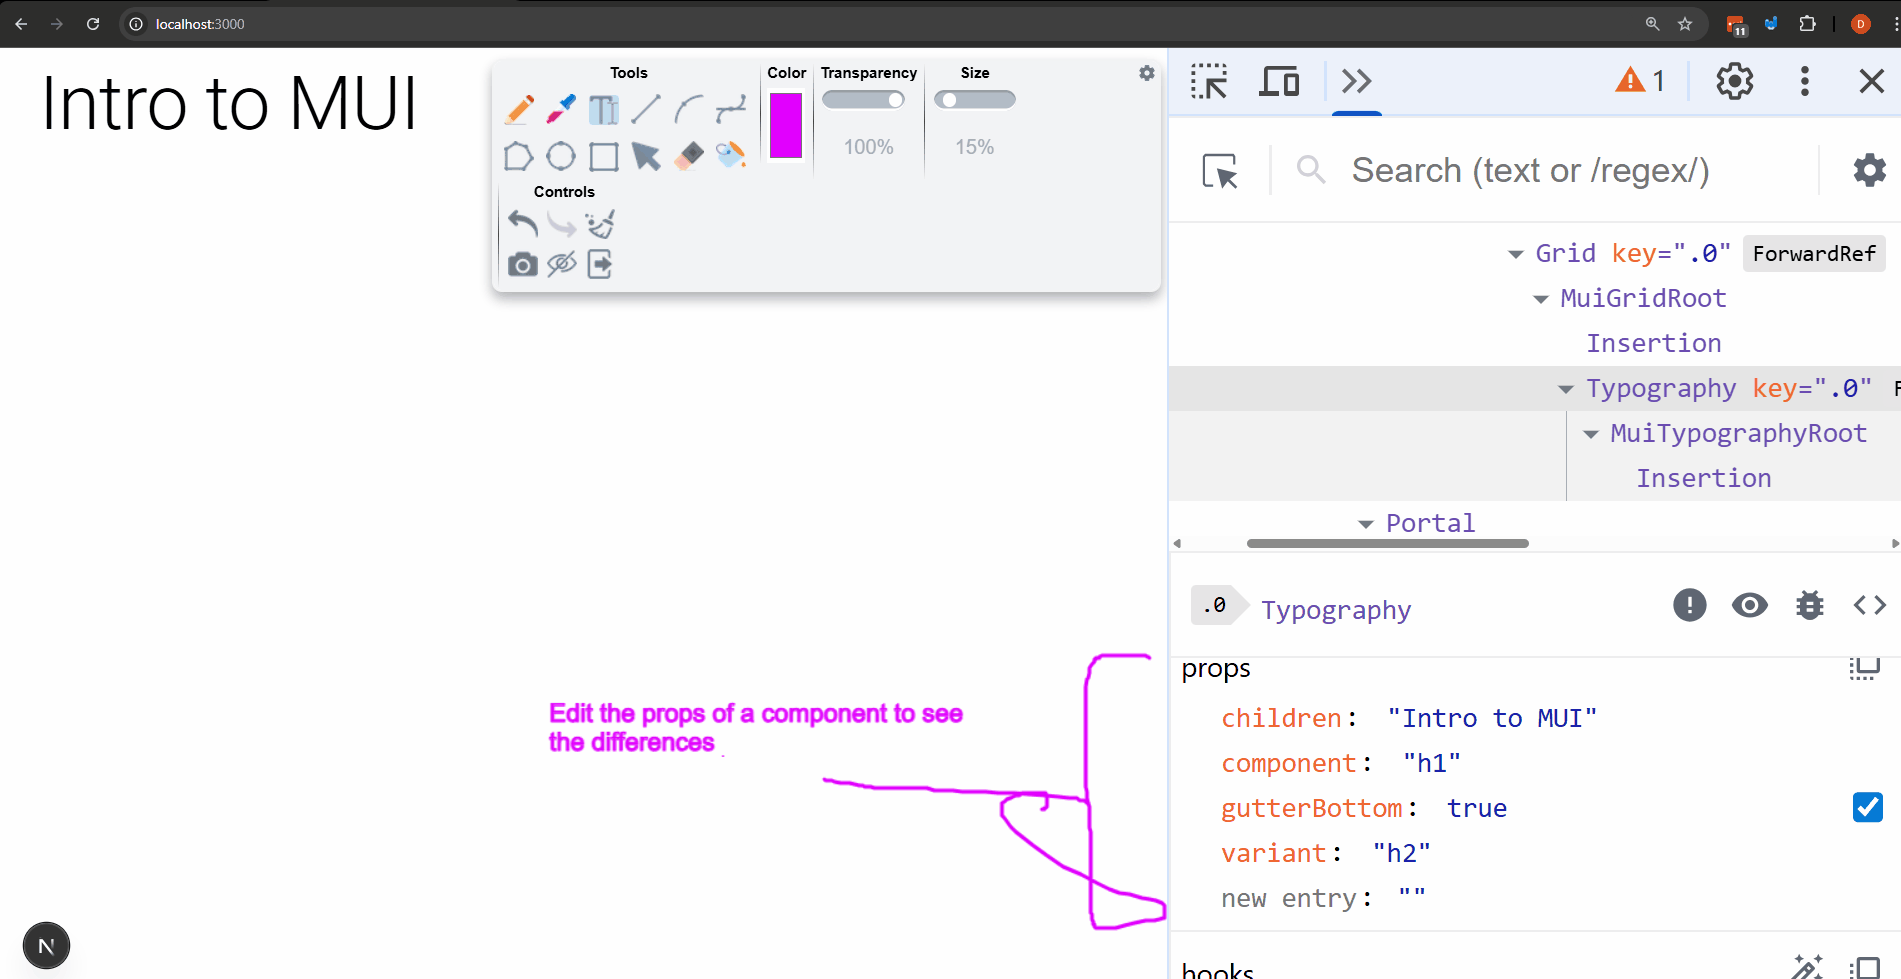 localhost:3000
11
D
Intro to MUI
Tools
Color
Transparency
Size
100%
15%
Controls
1
Search (text or /regex/)
Grid key=".0" ForwardRef
MuiGridRoot
Insertion
Typography key=".0"
MuiTypographyRoot
Insertion
Portal
.0 Typography
props
children: "Intro to MUI"
component: "h1"
gutterBottom: true
variant: "h2"
new entry: ""
hooks
Edit the props of a component to see
the differences
N